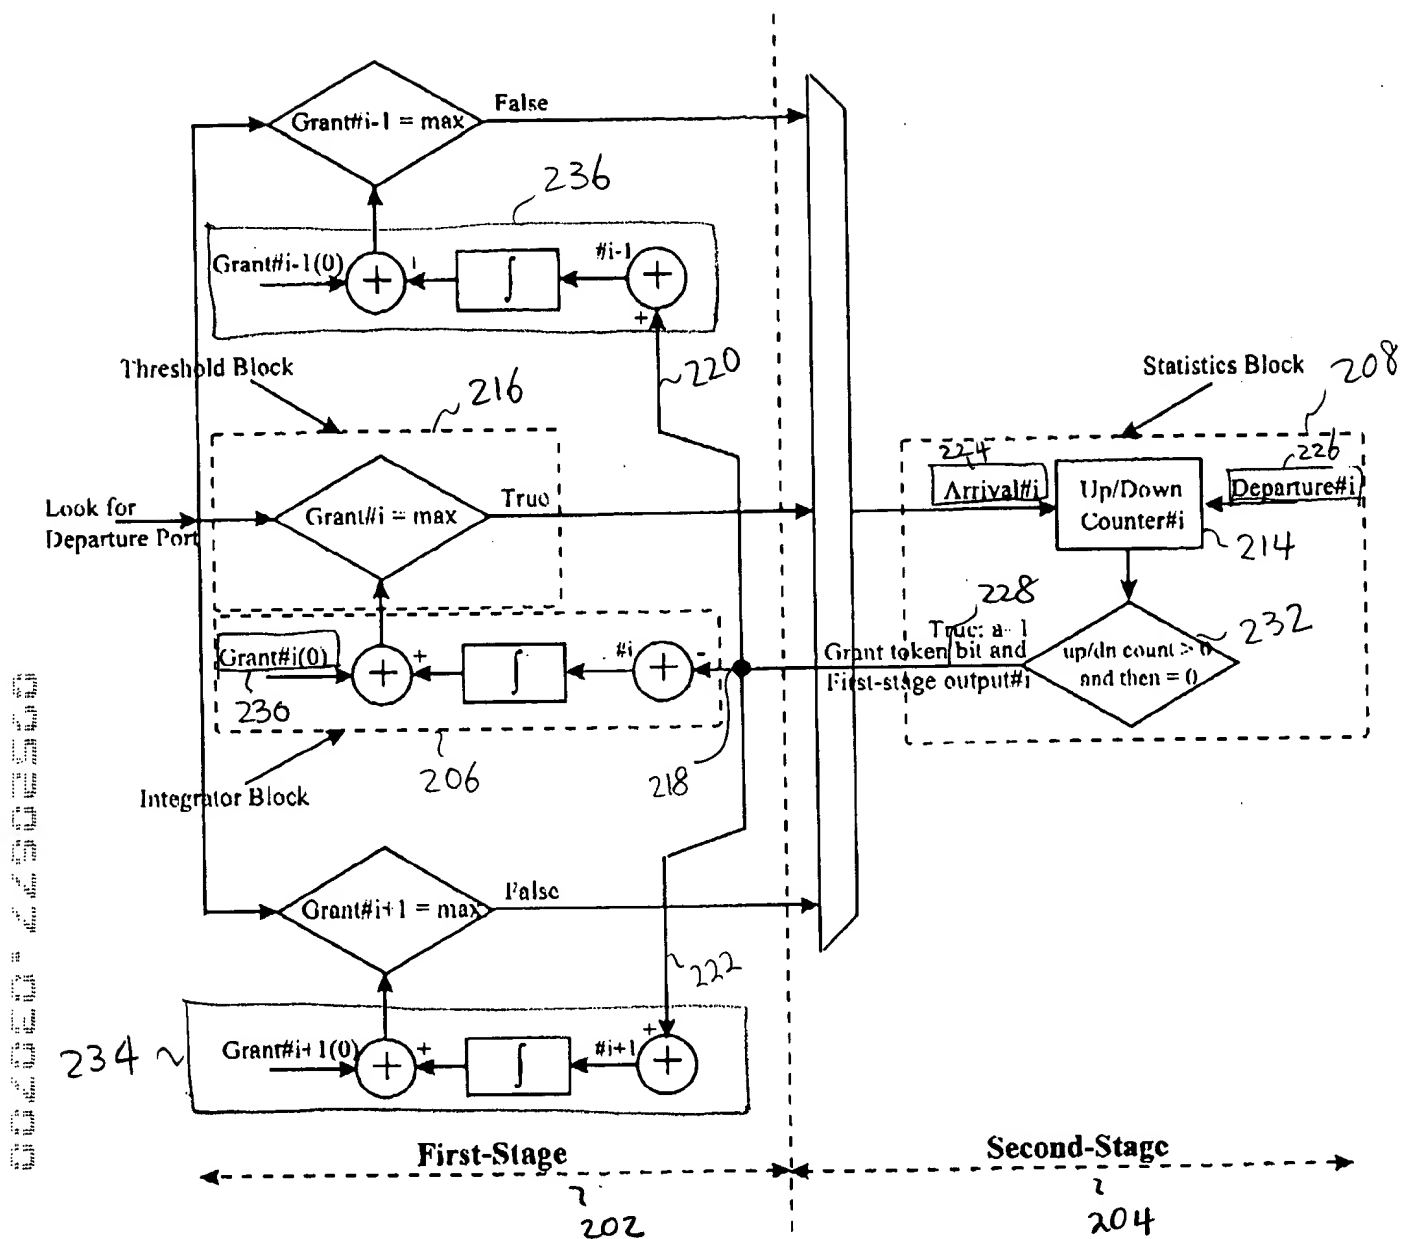 Grant#i-1 = max
False
236
Grant#i-1(0)
+
∫
#i-1
+
+
220
Threshold Block
216
Statistics Block
208
224
226
Arrival#i
Up/Down
Counter#i
Departure#i
214
Look for
Departure Port
Grant#i = max
True
228
True: a- 1
Grant token bit and
First-stage output#i
up/dn count > 0
and then = 0
232
Grant#i(0)
+
+
∫
#i
+
-
230
206
218
Integrator Block
Grant#i+1 = max
False
222
234
Grant#i+1(0)
+
+
∫
#i+1
+
+
First-Stage
Second-Stage
202
204